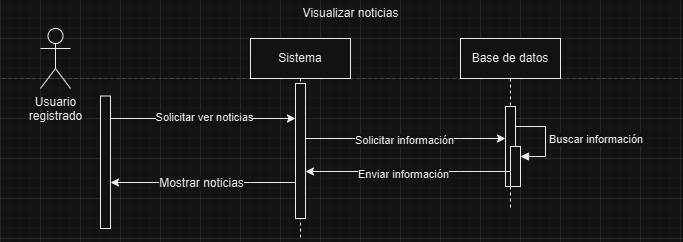 Visualizar noticias
Sistema
Base de datos
Usuario
registrado
Solicitar ver noticias
Solicitar información
Buscar información
Enviar información
Mostrar noticias